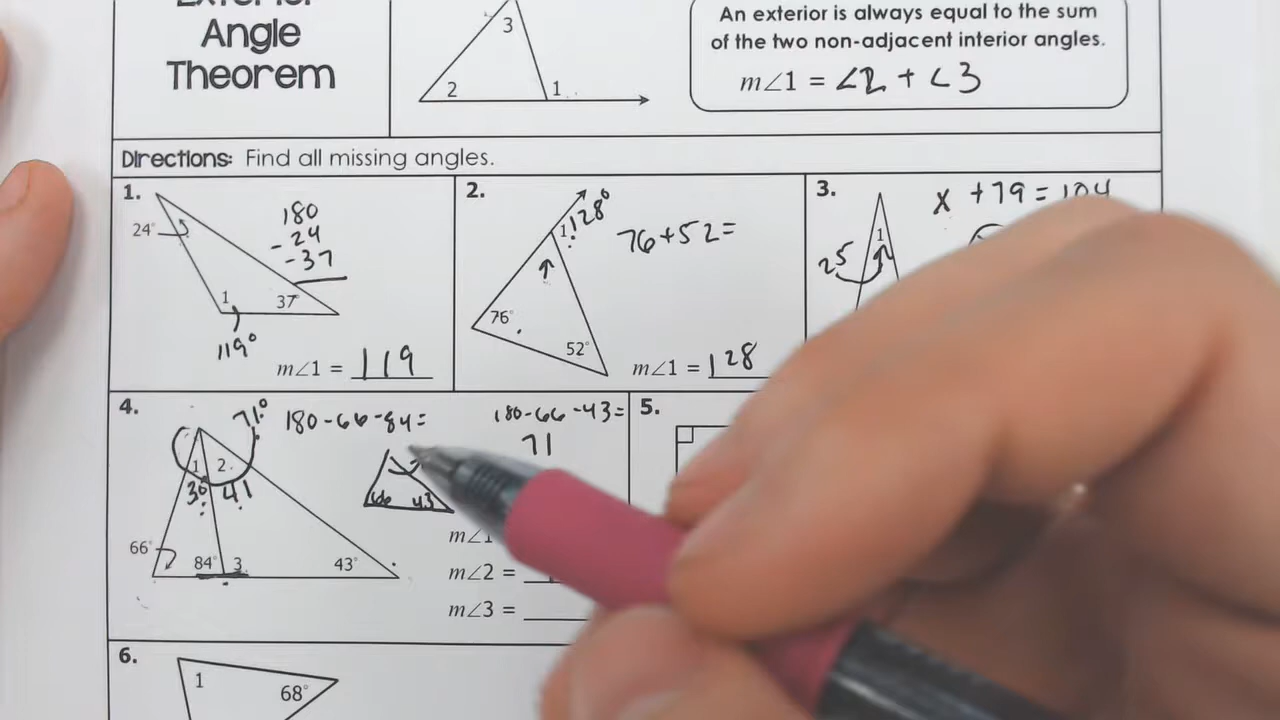 Angle
Theorem
3
2
1
An exterior is always equal to the sum
of the two non-adjacent interior angles.
m∠1 = ∠2 + ∠3
Directions: Find all missing angles.
1.
24°
180
- 24
- 37
1
37°
119°
m∠1 = 119
2.
1
128°
76 + 52 =
76°
52°
m∠1 = 128
3.
x + 79 = 104
1
25
4.
71°
180-66-84=
180-66-43=
71
1
2
30
41
66
43
66°
84°
3
43°
m∠1
m∠2 =
m∠3 =
5.
6.
1
68°